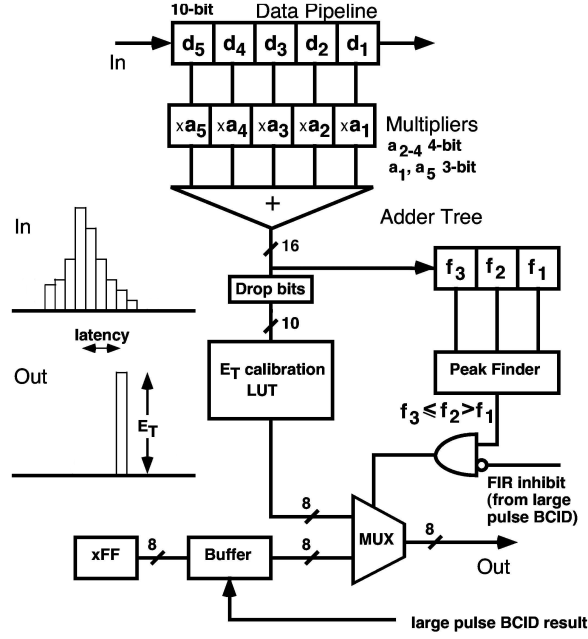 10-bit
Data Pipeline
In
d5 d4 d3 d2 d1
xa5 xa4 xa3 xa2 xa1
Multipliers
a2-4 4-bit
a1, a5 3-bit
+
Adder Tree
16
In
latency
Out
ET
Drop bits
10
ET calibration
LUT
f3 f2 f1
Peak Finder
f3 ≤ f2 > f1
FIR inhibit
(from large
pulse BCID)
8
xFF
8
Buffer
8
MUX
8
Out
large pulse BCID result